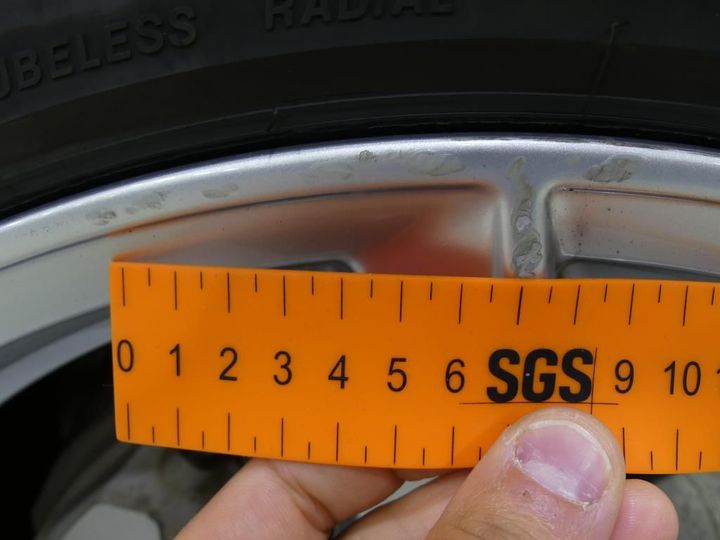 UBELESS RADIAL
0 1 2 3 4 5 6 SGS 9 10